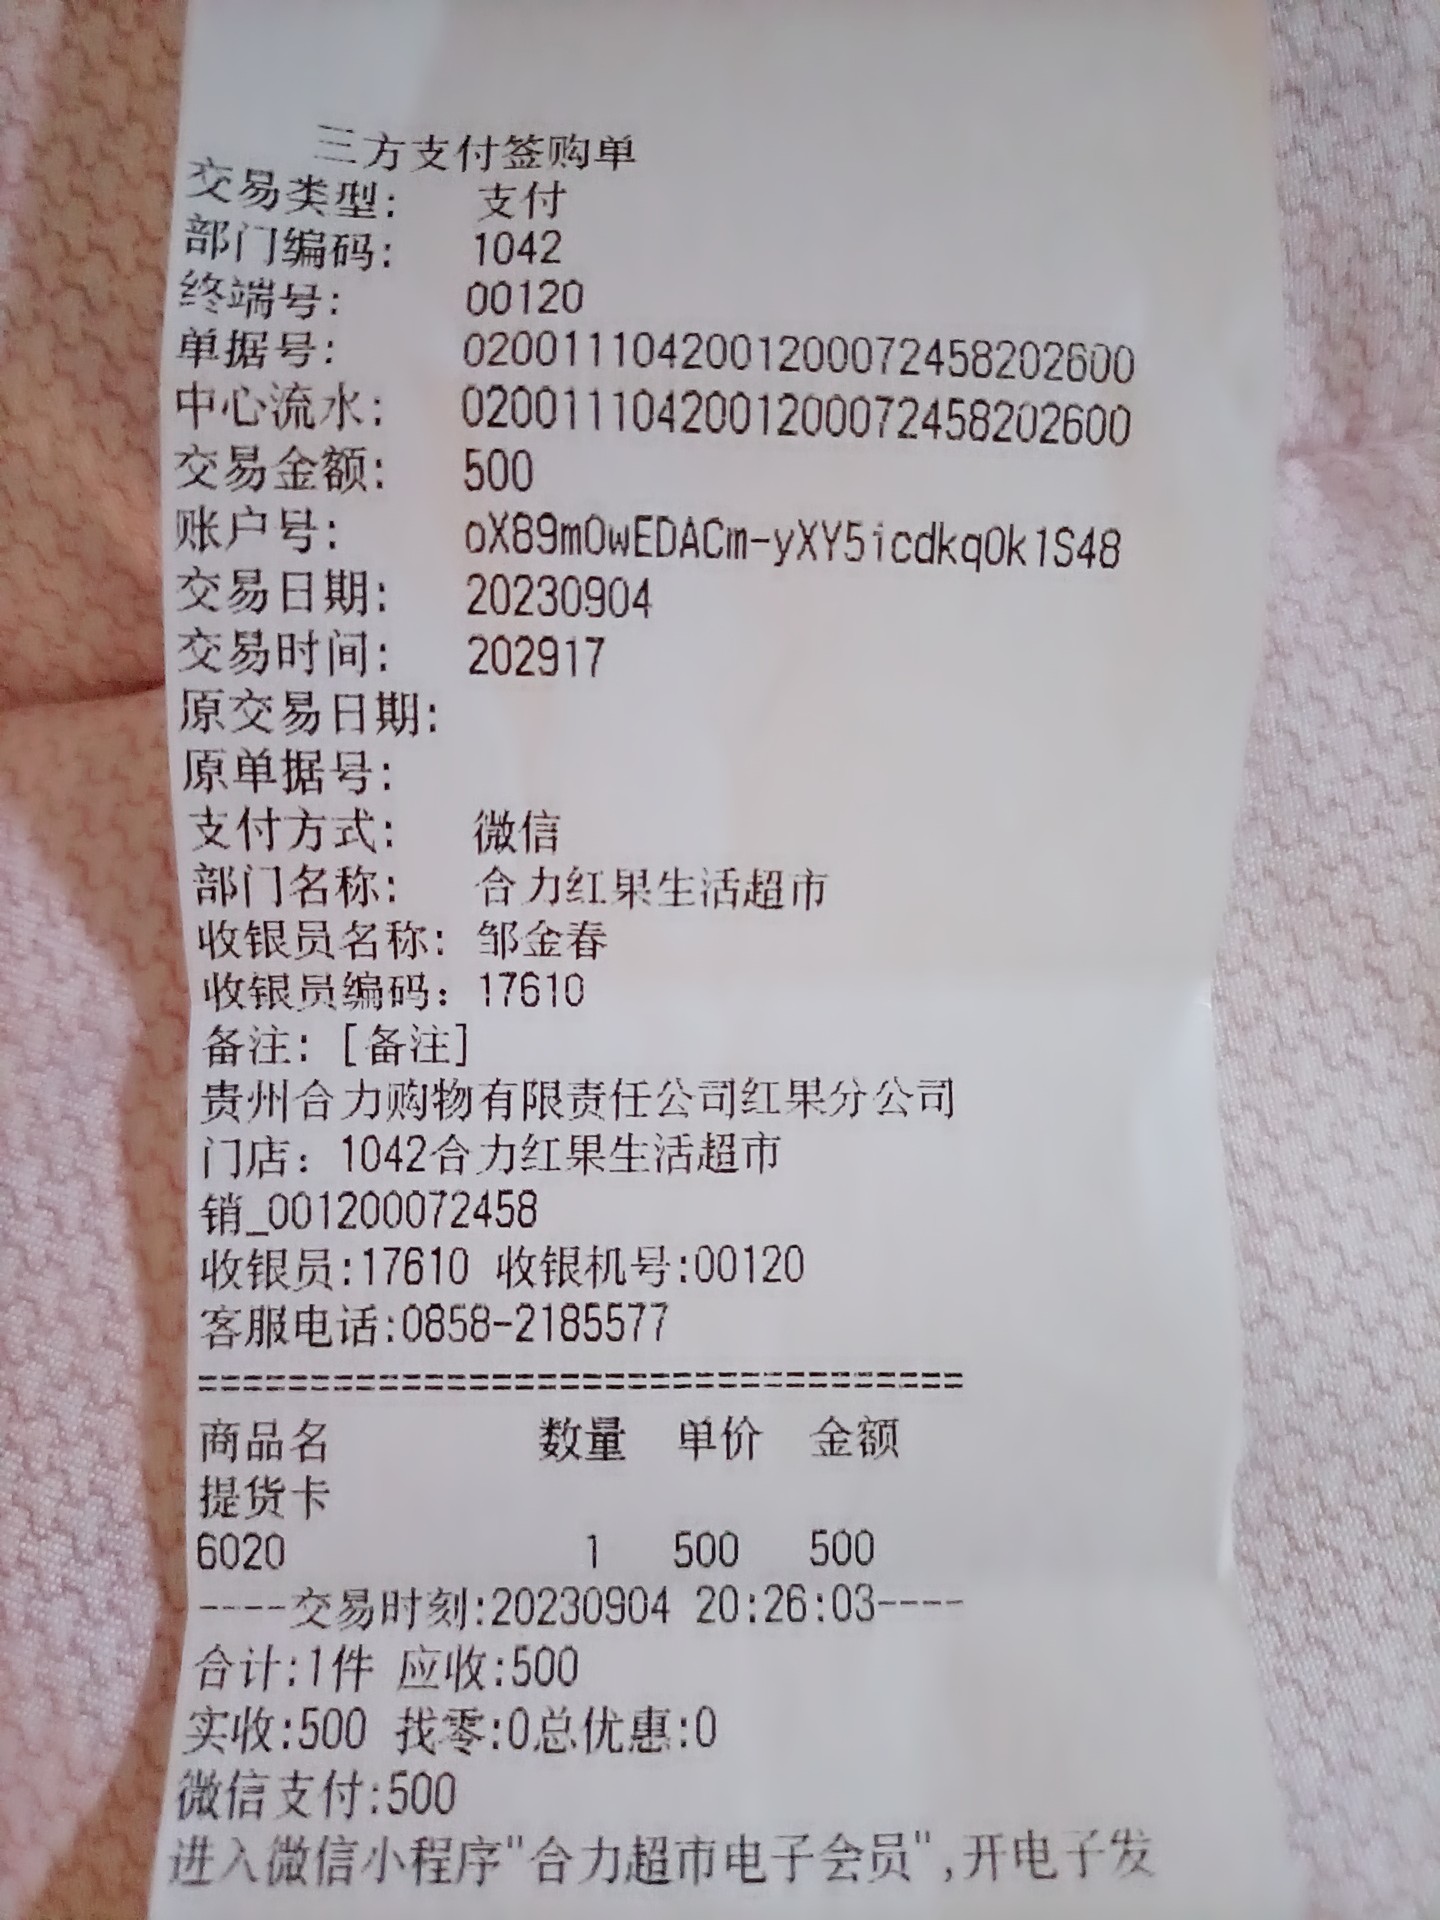 三方支付签购单
交易类型: 支付
部门编码: 1042
终端号: 00120
单据号: 0200111042001200072458202600
中心流水: 0200111042001200072458202600
交易金额: 500
账户号: oX89m0wEDACm-yXY5icdkq0k1S48
交易日期: 20230904
交易时间: 202917
原交易日期:
原单据号:
支付方式: 微信
部门名称: 合力红果生活超市
收银员名称: 邹金春
收银员编码: 17610
备注: [备注]
贵州合力购物有限责任公司红果分公司
门店: 1042合力红果生活超市
销_001200072458
收银员:17610 收银机号:00120
客服电话:0858-2185577
==================================
商品名 数量 单价 金额
提货卡
6020 1 500 500
----交易时刻:20230904 20:26:03----
合计:1件 应收:500
实收:500 找零:0总优惠:0
微信支付:500
进入微信小程序"合力超市电子会员",开电子发